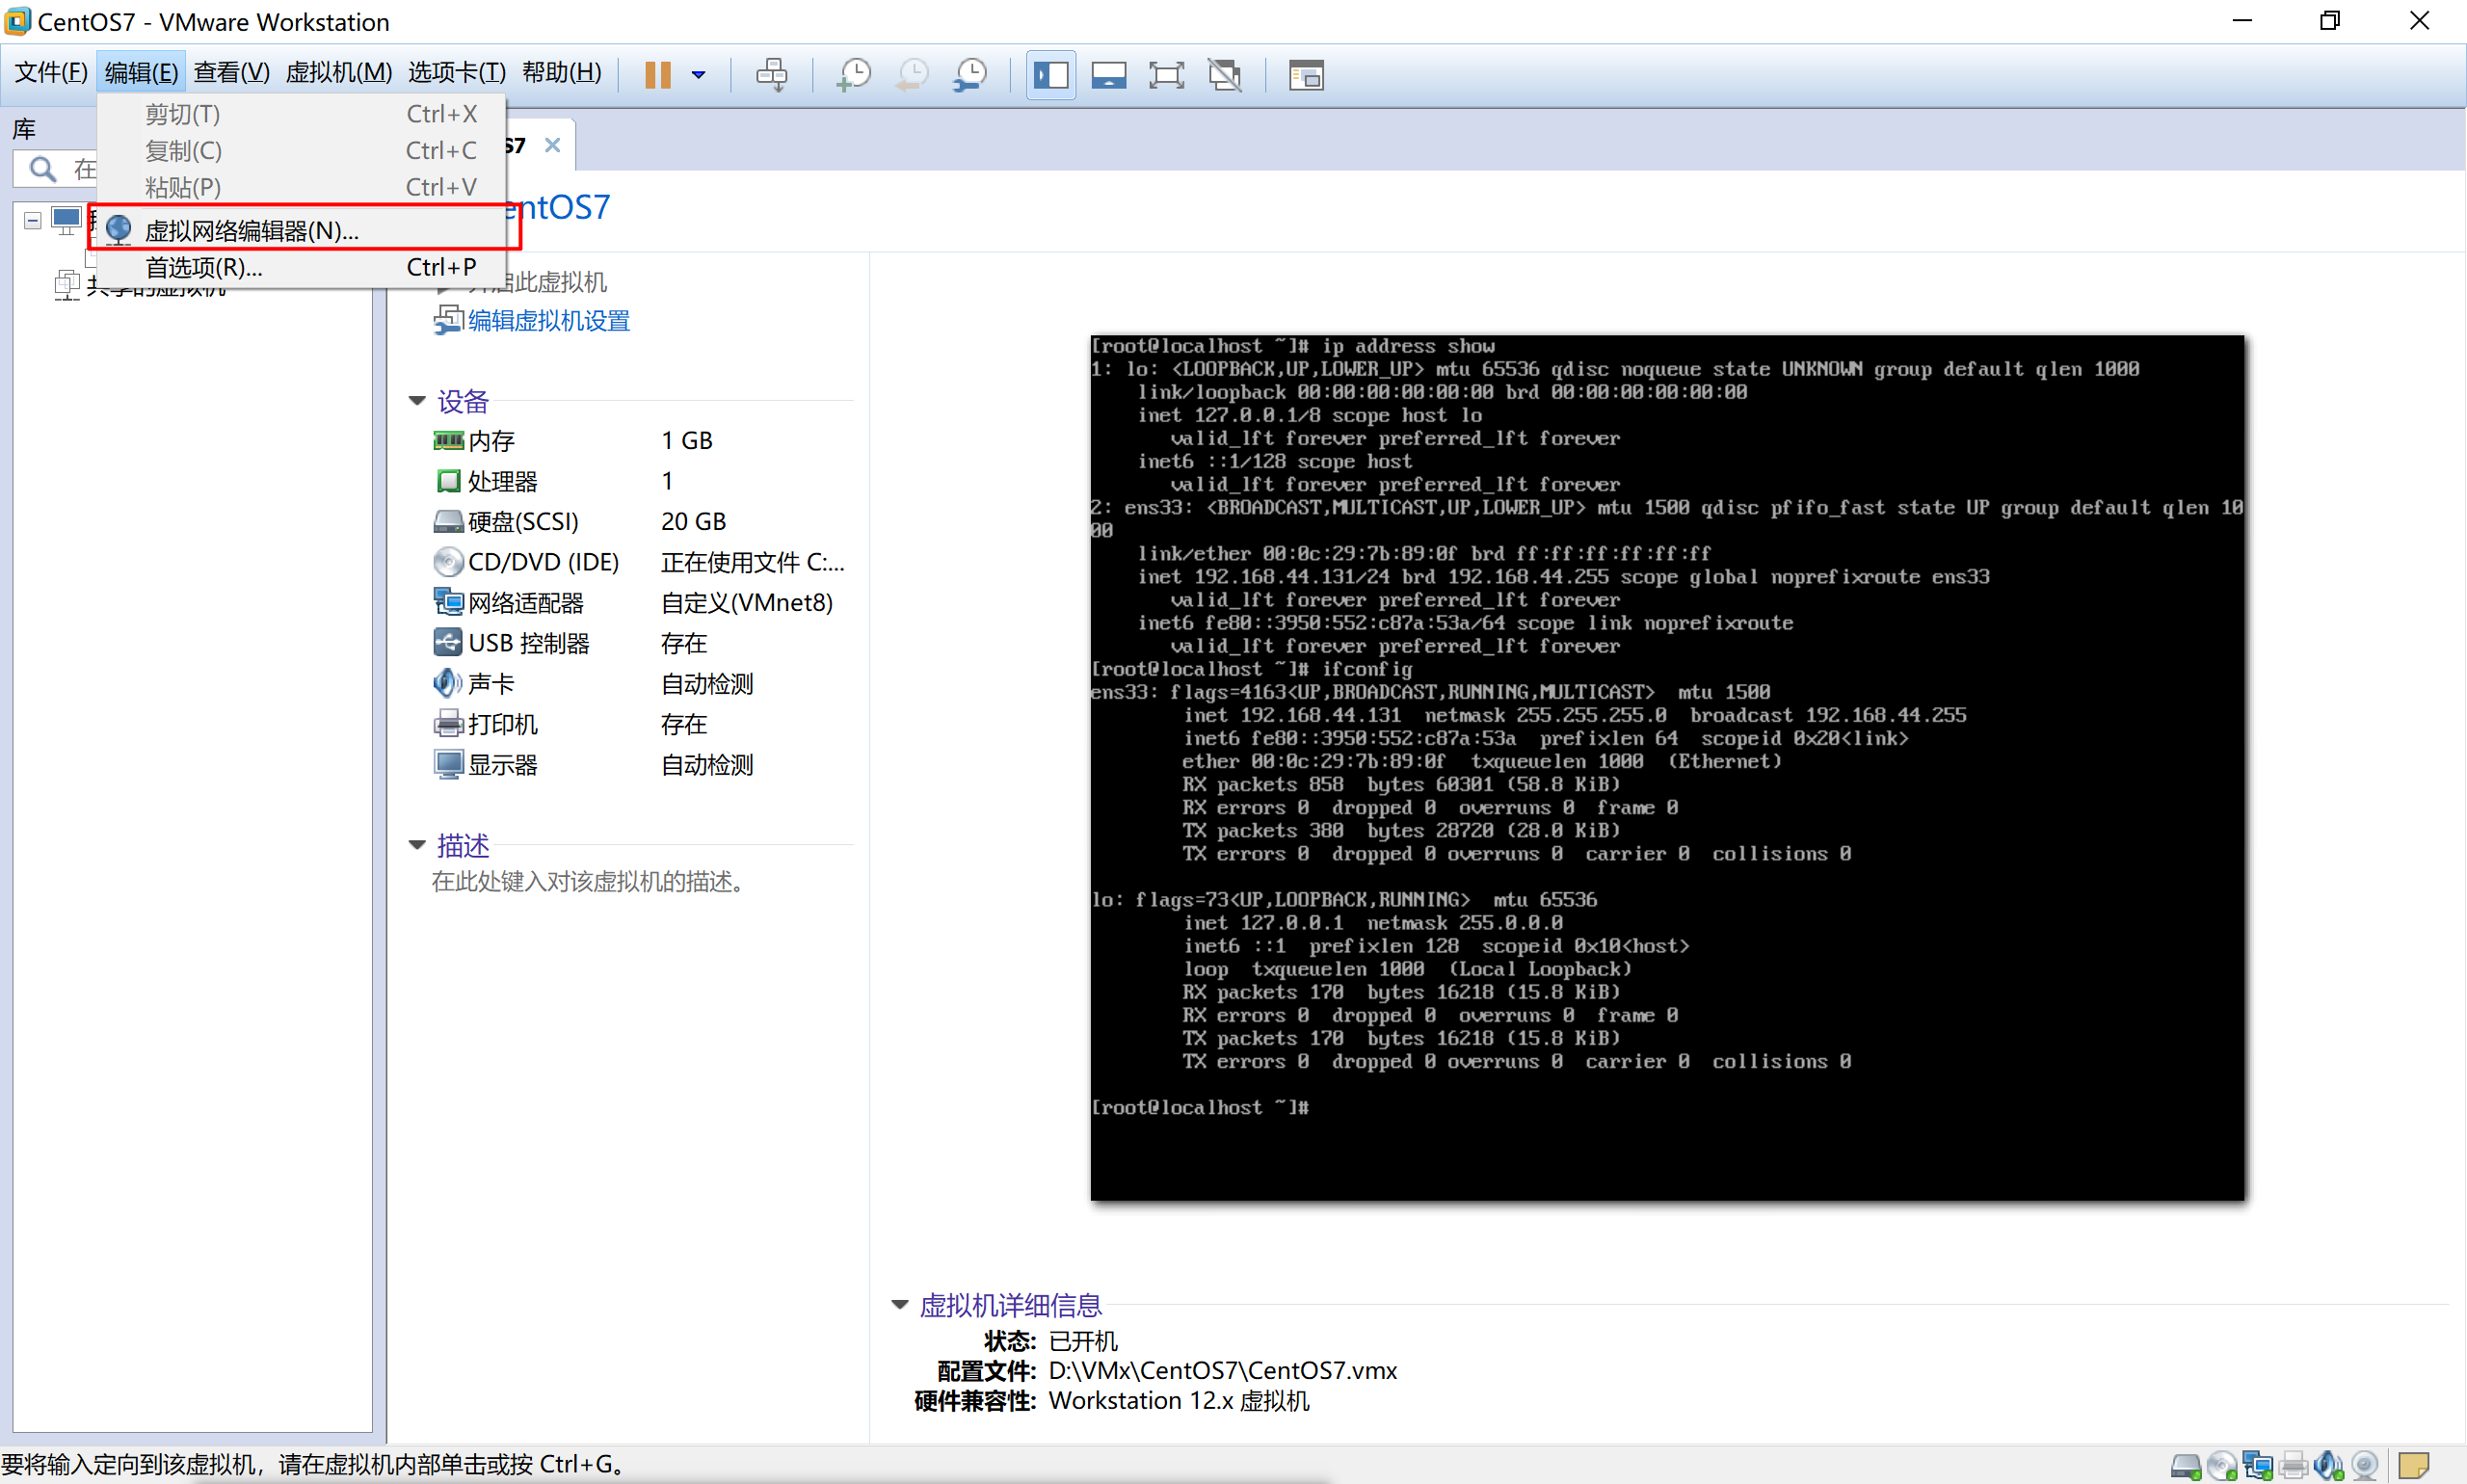 CentOS7 - VMware Workstation
文件(F) 编辑(E) 查看(V) 虚拟机(M) 选项卡(T) 帮助(H)
剪切(T) Ctrl+X
复制(C) Ctrl+C
粘贴(P) Ctrl+V
虚拟网络编辑器(N)...
首选项(R)... Ctrl+P
库
在
共享的虚拟机
S7
entOS7
开启此虚拟机
编辑虚拟机设置
设备
内存 1 GB
处理器 1
硬盘(SCSI) 20 GB
CD/DVD (IDE) 正在使用文件 C:...
网络适配器 自定义(VMnet8)
USB 控制器 存在
声卡 自动检测
打印机 存在
显示器 自动检测
描述
在此处键入对该虚拟机的描述。
[root@localhost ~]# ip address show
1: lo: <LOOPBACK,UP,LOWER_UP> mtu 65536 qdisc noqueue state UNKNOWN group default qlen 1000
link/loopback 00:00:00:00:00:00 brd 00:00:00:00:00:00
inet 127.0.0.1/8 scope host lo
valid_lft forever preferred_lft forever
inet6 ::1/128 scope host
valid_lft forever preferred_lft forever
2: ens33: <BROADCAST,MULTICAST,UP,LOWER_UP> mtu 1500 qdisc pfifo_fast state UP group default qlen 10
00
link/ether 00:0c:29:7b:89:0f brd ff:ff:ff:ff:ff:ff
inet 192.168.44.131/24 brd 192.168.44.255 scope global noprefixroute ens33
valid_lft forever preferred_lft forever
inet6 fe80::3950:552:c87a:53a/64 scope link noprefixroute
valid_lft forever preferred_lft forever
[root@localhost ~]# ifconfig
ens33: flags=4163<UP,BROADCAST,RUNNING,MULTICAST> mtu 1500
inet 192.168.44.131 netmask 255.255.255.0 broadcast 192.168.44.255
inet6 fe80::3950:552:c87a:53a prefixlen 64 scopeid 0x20<link>
ether 00:0c:29:7b:89:0f txqueuelen 1000 (Ethernet)
RX packets 858 bytes 60301 (58.8 KiB)
RX errors 0 dropped 0 overruns 0 frame 0
TX packets 380 bytes 28720 (28.0 KiB)
TX errors 0 dropped 0 overruns 0 carrier 0 collisions 0
lo: flags=73<UP,LOOPBACK,RUNNING> mtu 65536
inet 127.0.0.1 netmask 255.0.0.0
inet6 ::1 prefixlen 128 scopeid 0x10<host>
loop txqueuelen 1000 (Local Loopback)
RX packets 170 bytes 16218 (15.8 KiB)
RX errors 0 dropped 0 overruns 0 frame 0
TX packets 170 bytes 16218 (15.8 KiB)
TX errors 0 dropped 0 overruns 0 carrier 0 collisions 0
[root@localhost ~]#
虚拟机详细信息
状态: 已开机
配置文件: D:\VMx\CentOS7\CentOS7.vmx
硬件兼容性: Workstation 12.x 虚拟机
要将输入定向到该虚拟机，请在虚拟机内部单击或按 Ctrl+G。